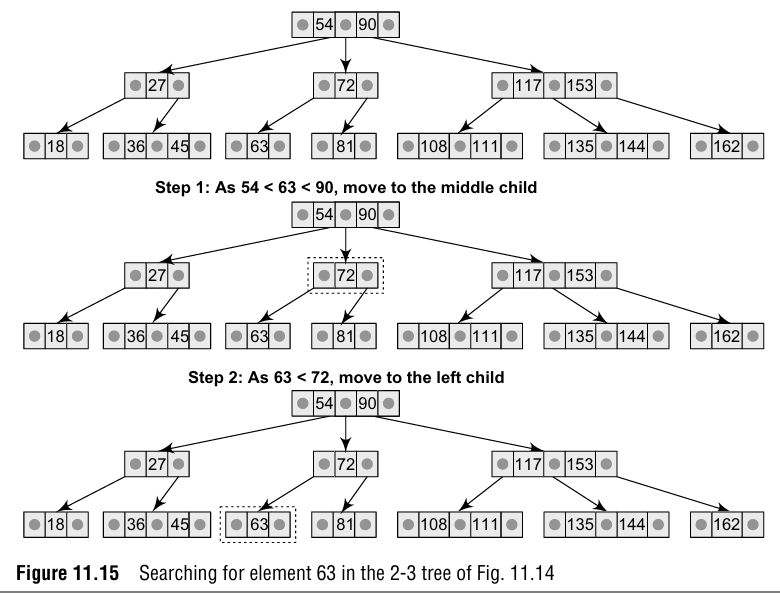 54 90
27 72 117 153
18 36 45 63 81 108 111 135 144 162
Step 1: As 54 < 63 < 90, move to the middle child
54 90
27 72 117 153
18 36 45 63 81 108 111 135 144 162
Step 2: As 63 < 72, move to the left child
54 90
27 72 117 153
18 36 45 63 81 108 111 135 144 162
Figure 11.15 Searching for element 63 in the 2-3 tree of Fig. 11.14